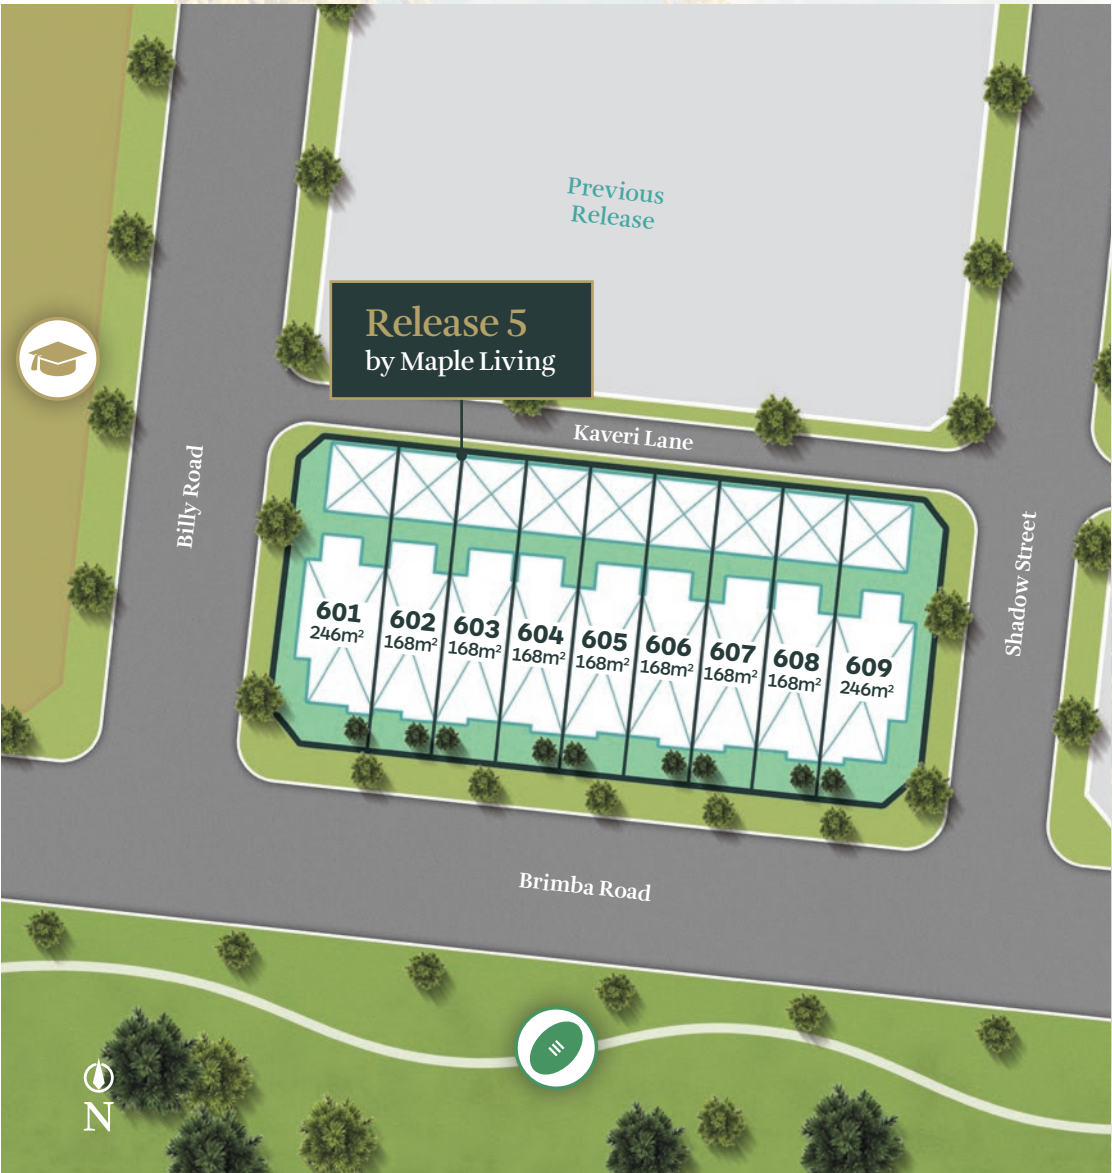 Previous
Release
Release 5
by Maple Living
Kaveri Lane
Billy Road
Shadow Street
601
246m²
602
168m²
603
168m²
604
168m²
605
168m²
606
168m²
607
168m²
608
168m²
609
246m²
Brimba Road
N